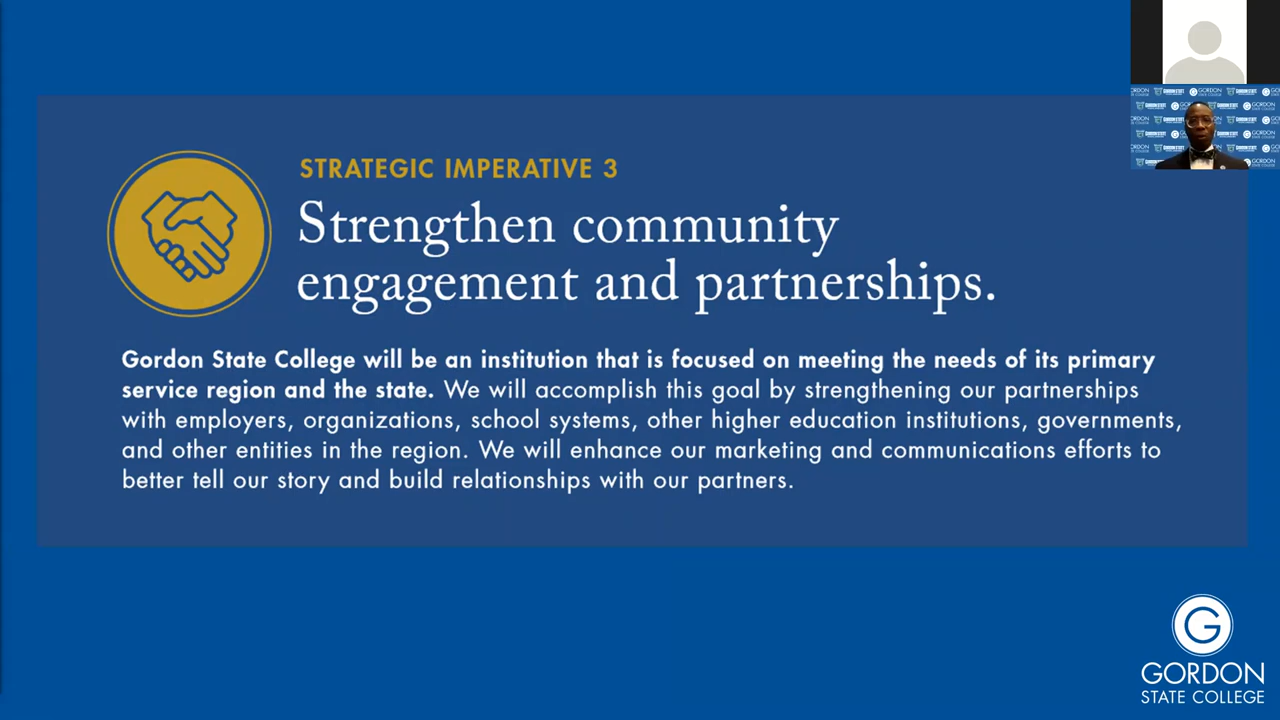 STRATEGIC IMPERATIVE 3
Strengthen community
engagement and partnerships.
Gordon State College will be an institution that is focused on meeting the needs of its primary
service region and the state. We will accomplish this goal by strengthening our partnerships
with employers, organizations, school systems, other higher education institutions, governments,
and other entities in the region. We will enhance our marketing and communications efforts to
better tell our story and build relationships with our partners.
G
GORDON
STATE COLLEGE